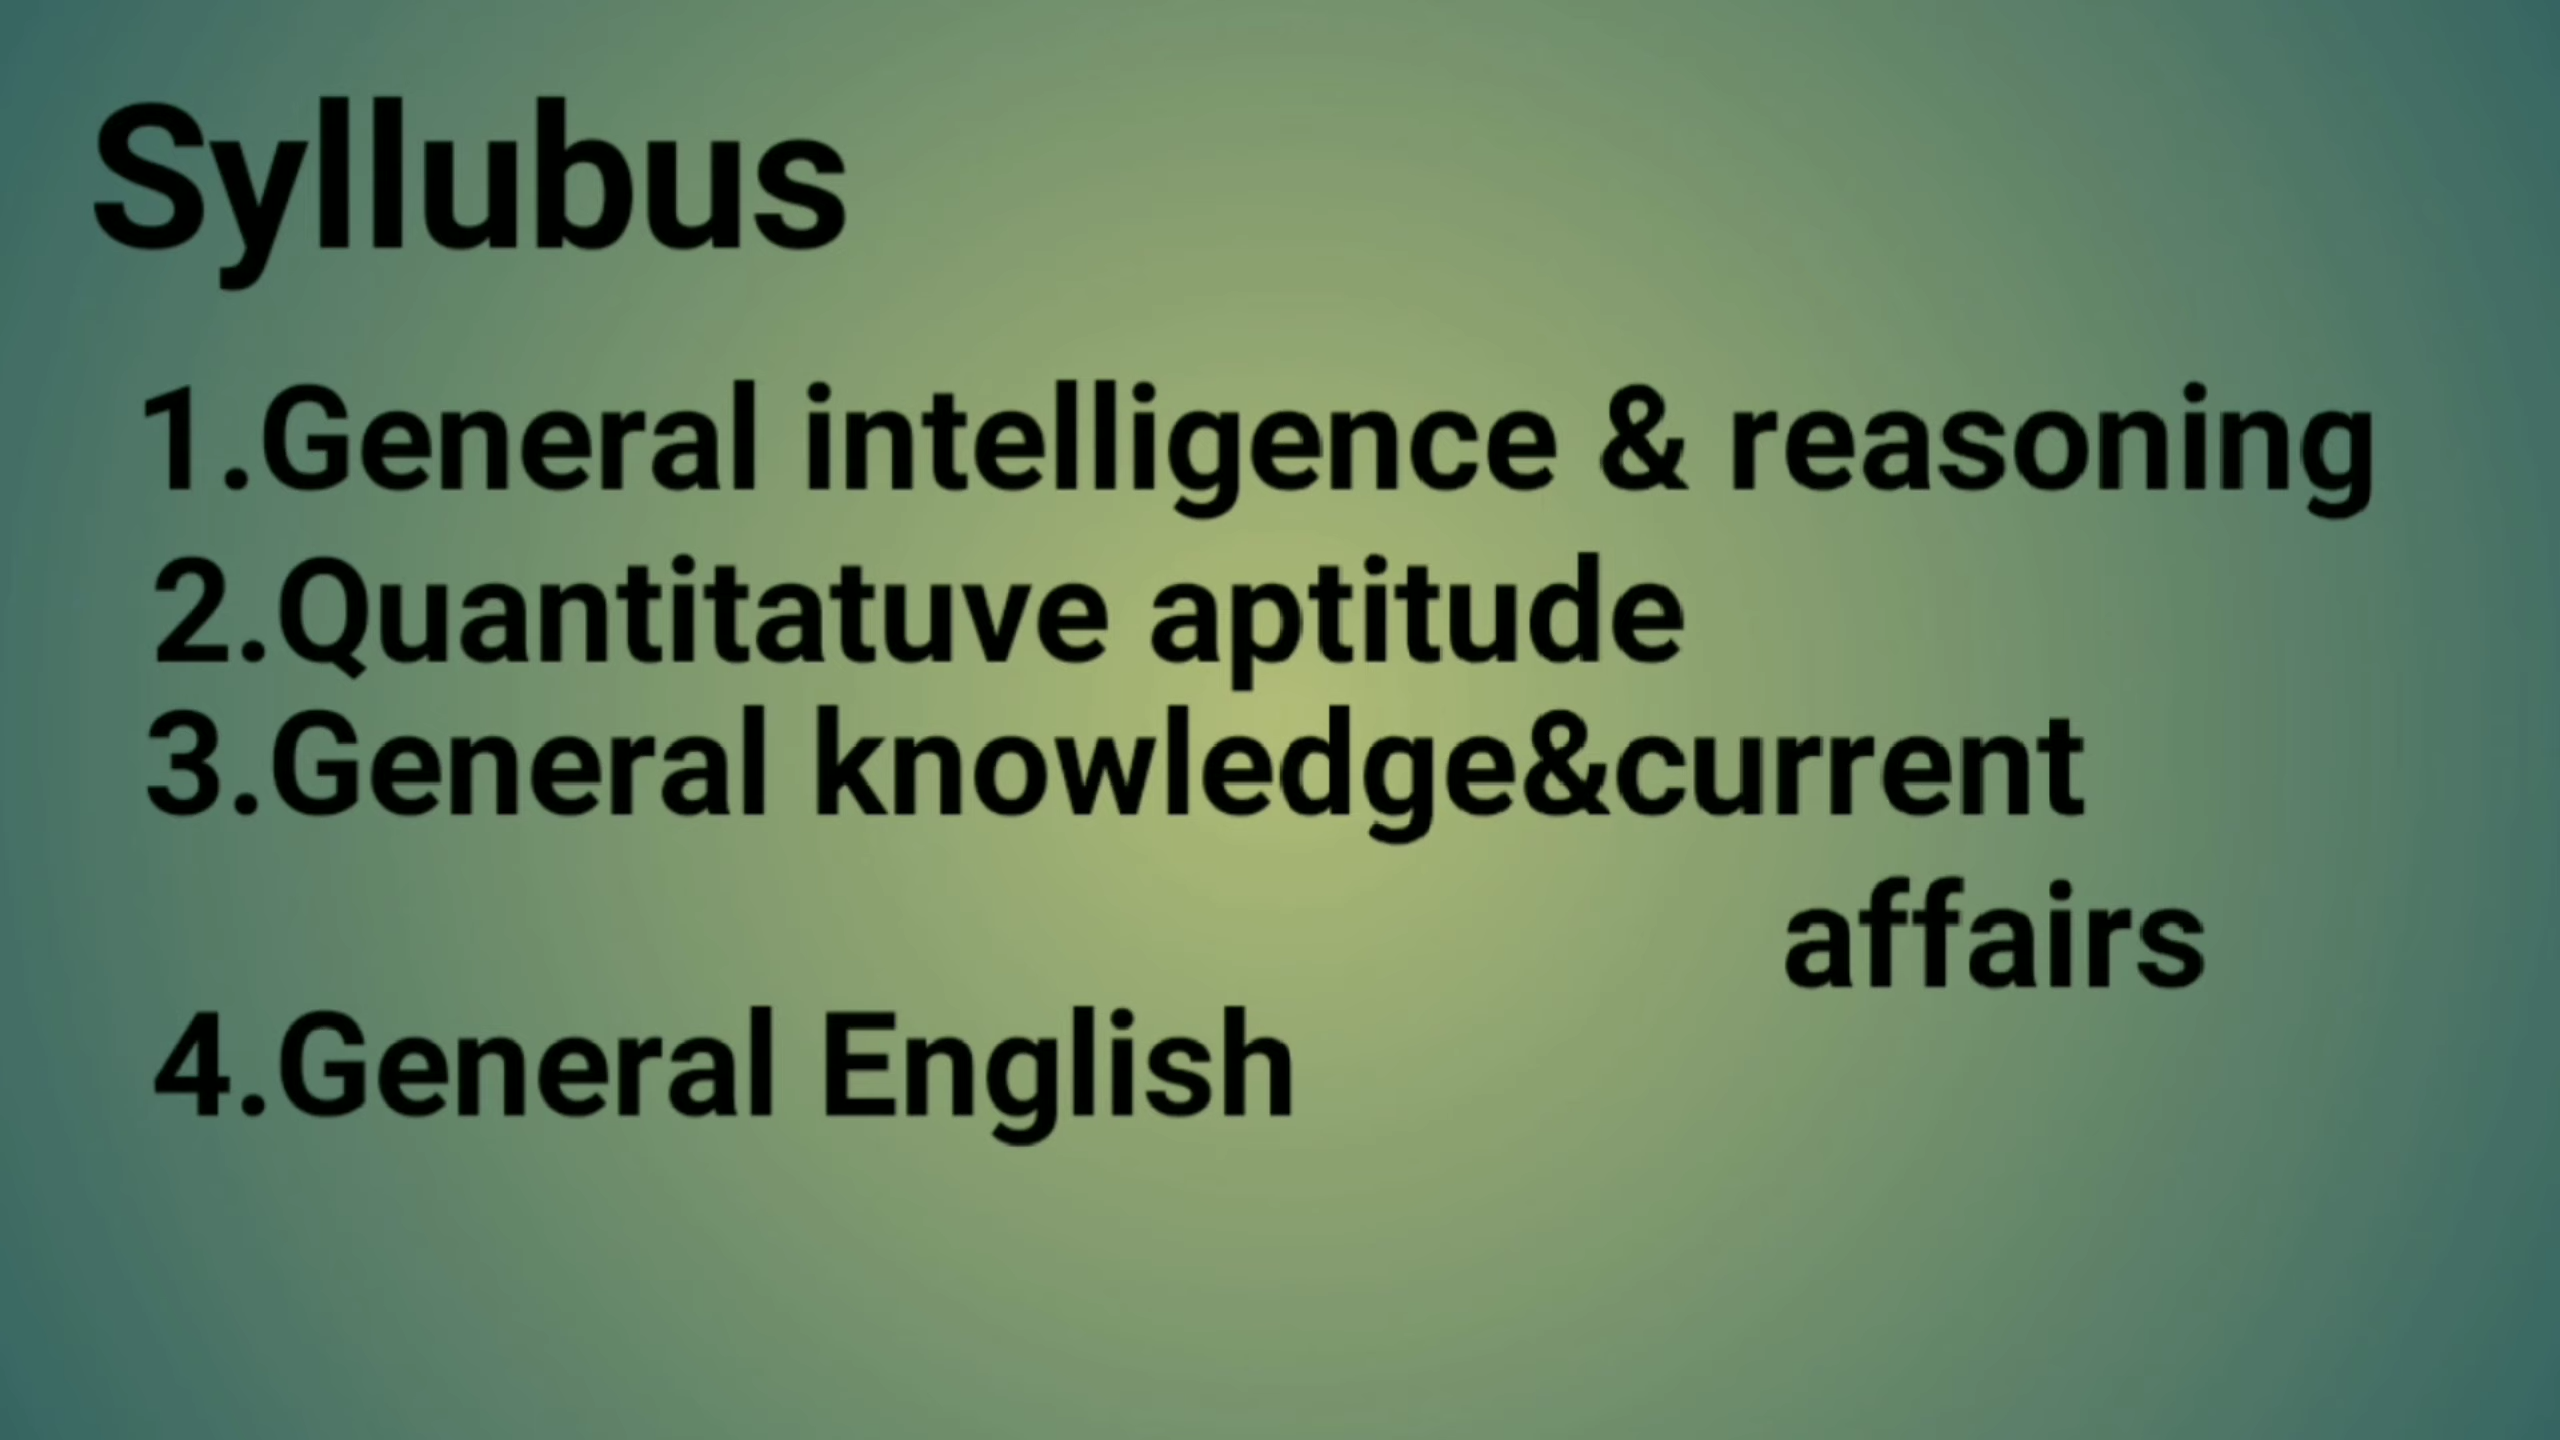 Syllubus
1.General intelligence & reasoning
2.Quantitatuve aptitude
3.General knowledge&current
affairs
4.General English